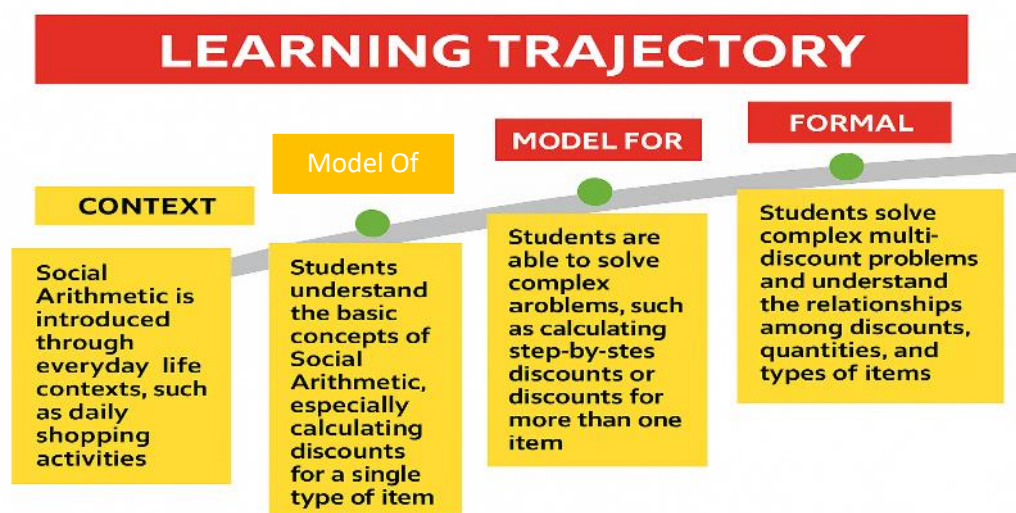 LEARNING TRAJECTORY
CONTEXT
Social
Arithmetic is
introduced
through
everyday life
contexts, such
as daily
shopping
activities
Model Of
Students
understand
the basic
concepts of
Social
Arithmetic,
especially
calculating
discounts
for a single
type of item
MODEL FOR
Students are
able to solve
complex
aroblems, such
as calculating
step-by-stes
discounts or
discounts for
more than one
item
FORMAL
Students solve
complex multi-
discount problems
and understand
the relationships
among discounts,
quantities, and
types of items